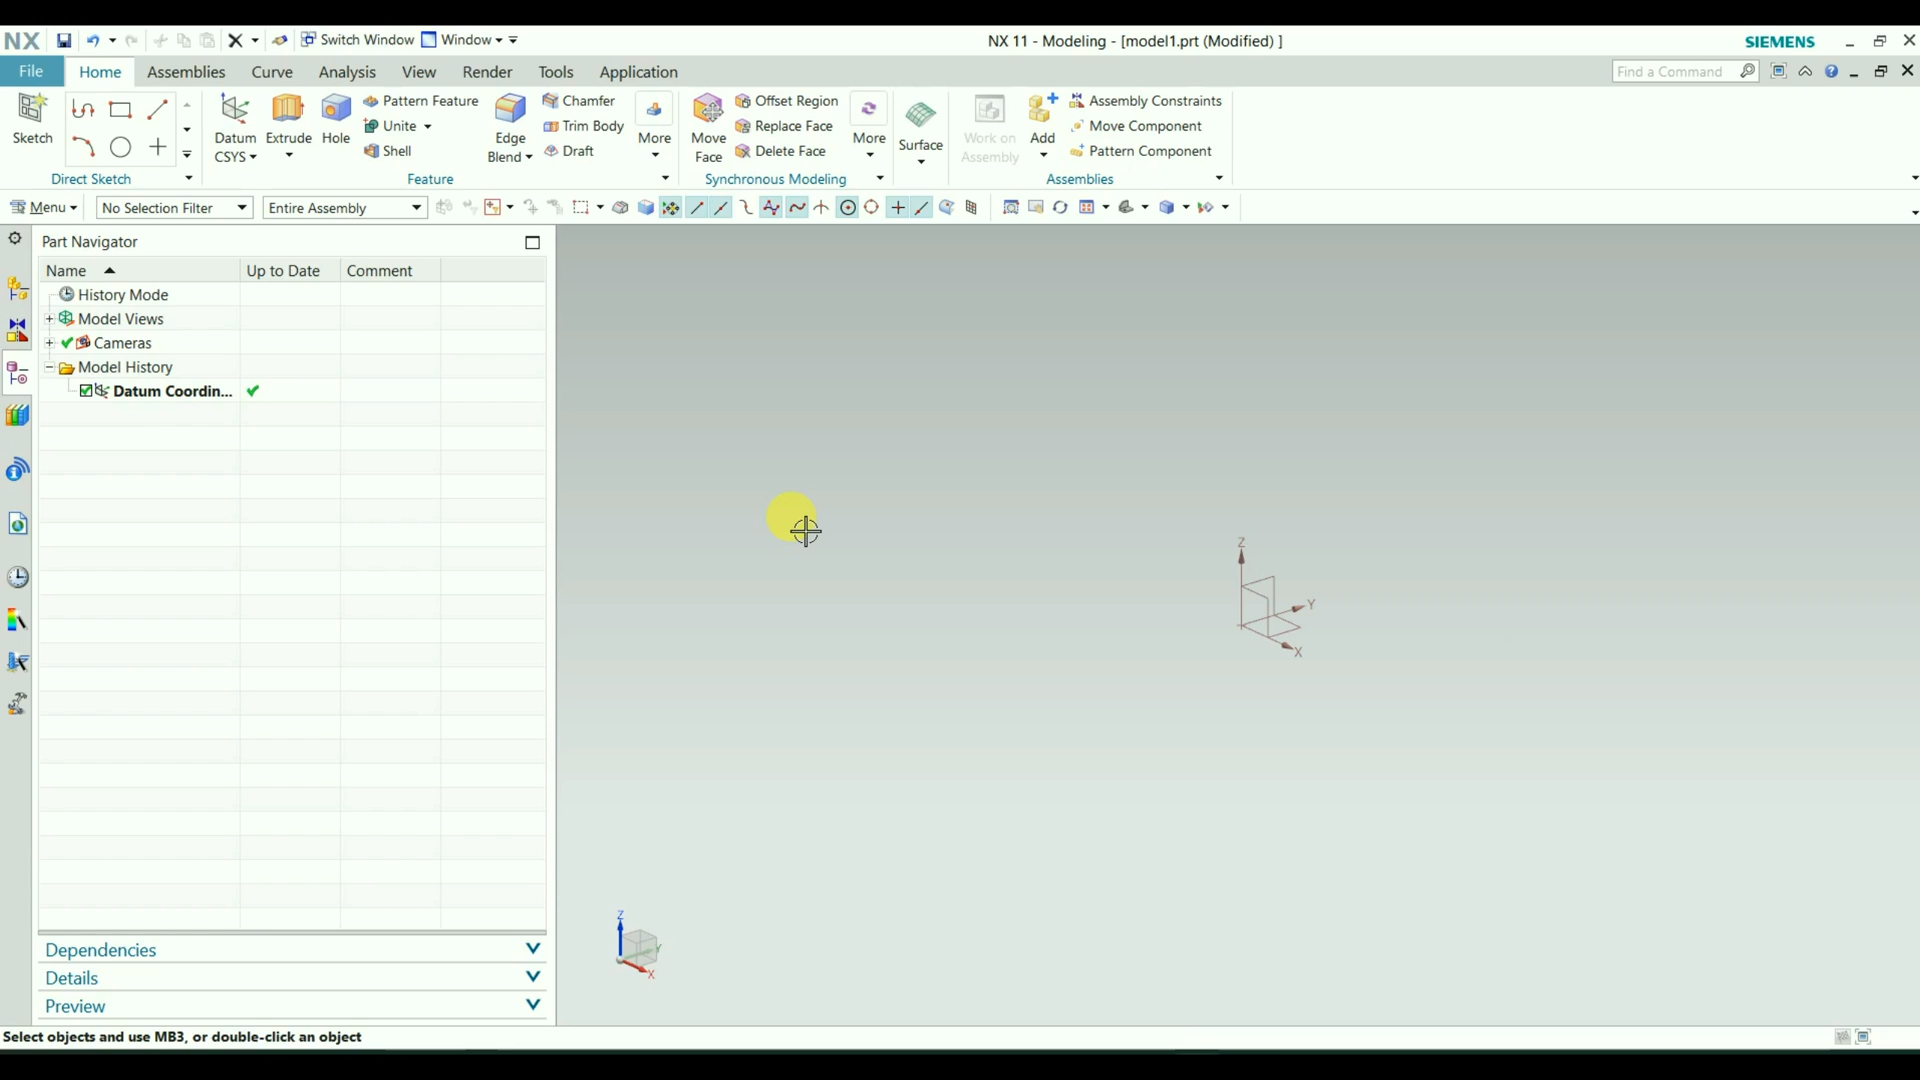 NX Switch Window Window NX 11 - Modeling - [model1.prt (Modified) ] SIEMENS
File Home Assemblies Curve Analysis View Render Tools Application Find a Command
Sketch
Direct Sketch
Datum CSYS
Extrude
Hole
Pattern Feature
Unite
Shell
Edge Blend
Chamfer
Trim Body
Draft
More
Feature
Move Face
Offset Region
Replace Face
Delete Face
More
Synchronous Modeling
Surface
Work on Assembly
Add
Assembly Constraints
Move Component
Pattern Component
Assemblies
Menu No Selection Filter Entire Assembly
Part Navigator
Name Up to Date Comment
History Mode
Model Views
Cameras
Model History
Datum Coordin...
Z
Y
X
Z
Y
X
Dependencies
Details
Preview
Select objects and use MB3, or double-click an object